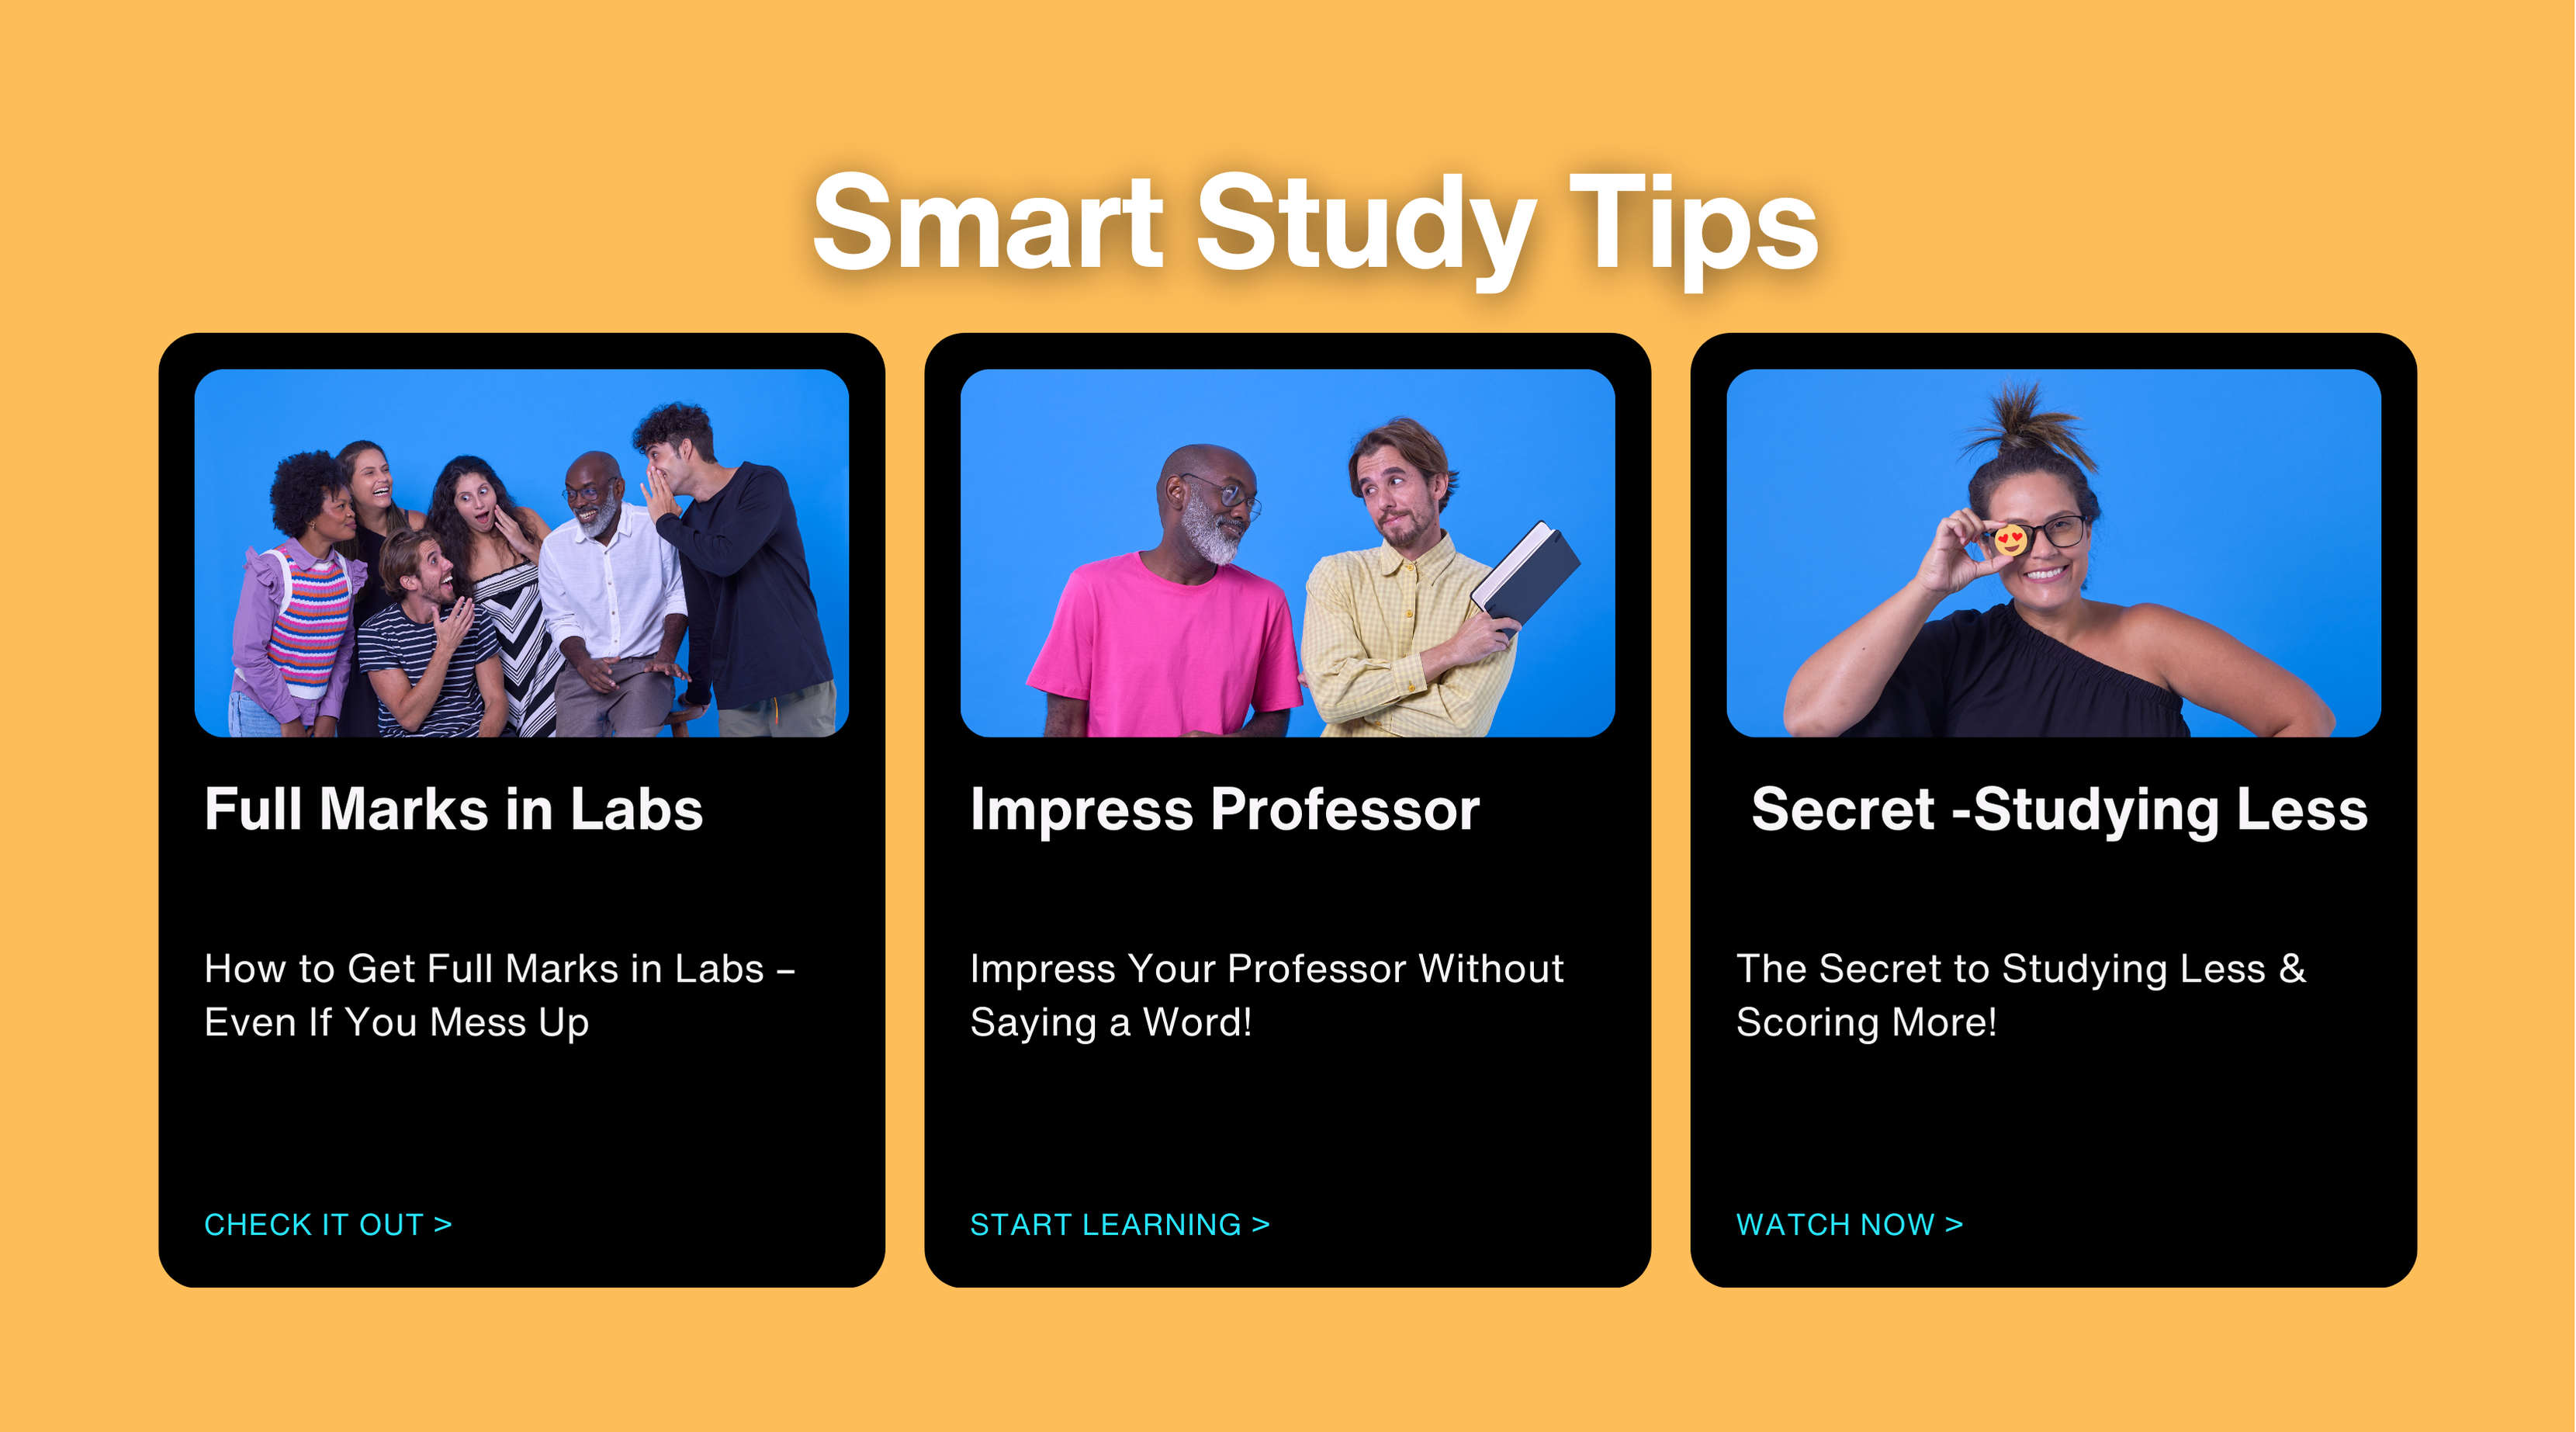 Smart Study Tips
Full Marks in Labs
How to Get Full Marks in Labs –
Even If You Mess Up
CHECK IT OUT >
Impress Professor
Impress Your Professor Without
Saying a Word!
START LEARNING >
Secret -Studying Less
The Secret to Studying Less &
Scoring More!
WATCH NOW >